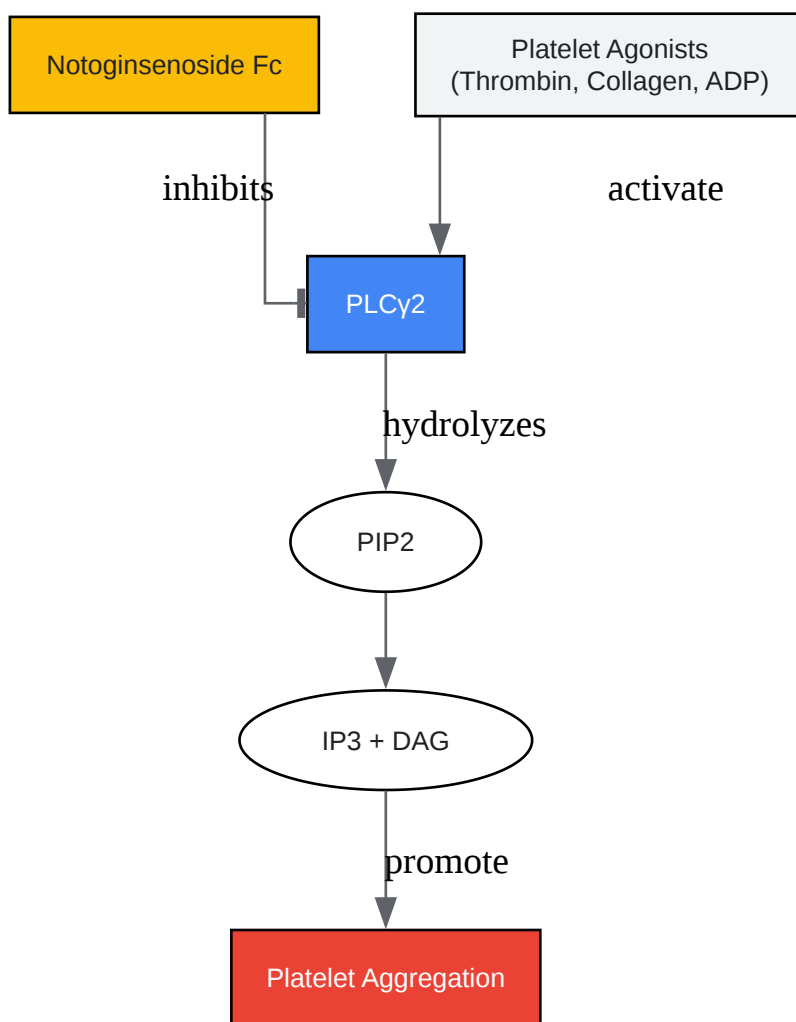 Notoginsenoside Fc
Platelet Agonists
(Thrombin, Collagen, ADP)
inhibits
activate
PLCγ2
hydrolyzes
PIP2
IP3 + DAG
promote
Platelet Aggregation